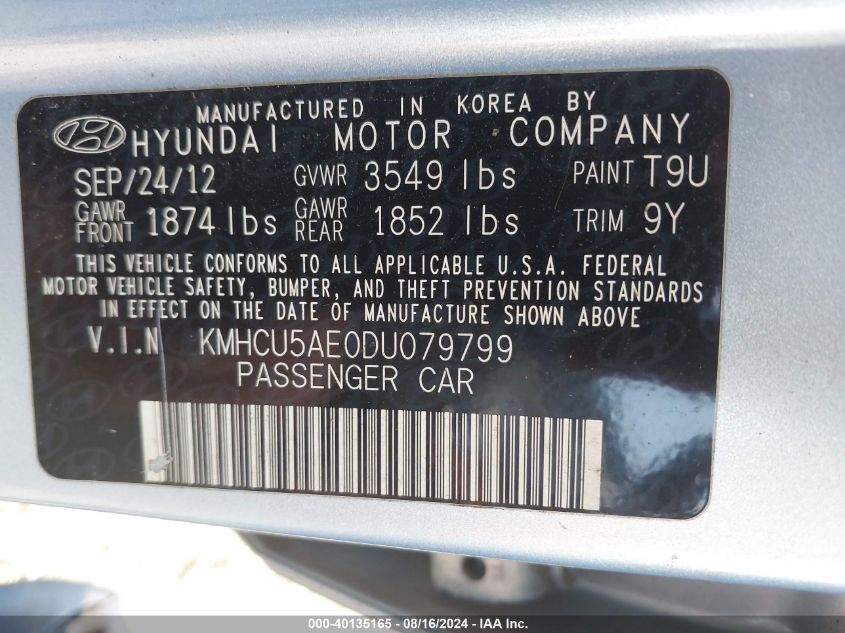 MANUFACTURED IN KOREA BY
HYUNDAI MOTOR COMPANY
SEP/24/12 GVWR 3549 lbs PAINT T9U
GAWR FRONT 1874 lbs GAWR REAR 1852 lbs TRIM 9Y
THIS VEHICLE CONFORMS TO ALL APPLICABLE U.S.A. FEDERAL
MOTOR VEHICLE SAFETY, BUMPER, AND THEFT PREVENTION STANDARDS
IN EFFECT ON THE DATE OF MANUFACTURE SHOWN ABOVE
V.I.N KMHCU5AE0DU079799
PASSENGER CAR
000-40135165 - 08/16/2024 - IAAI.com